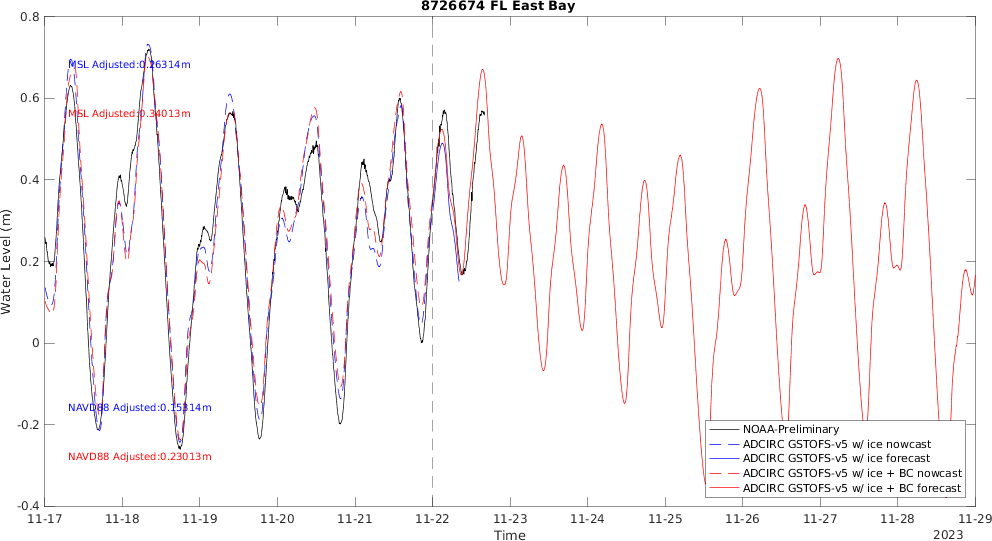 8726674 FL East Bay
0.8
0.6
0.4
0.2
0
-0.2
-0.4
Water Level (m)
MSL Adjusted:0.26314m
MSL Adjusted:0.34013m
NAVD88 Adjusted:0.15314m
NAVD88 Adjusted:0.23013m
NOAA-Preliminary
ADCIRC GSTOFS-v5 w/ ice nowcast
ADCIRC GSTOFS-v5 w/ ice forecast
ADCIRC GSTOFS-v5 w/ ice + BC nowcast
ADCIRC GSTOFS-v5 w/ ice + BC forecast
11-17 11-18 11-19 11-20 11-21 11-22 11-23 11-24 11-25 11-26 11-27 11-28 11-29
Time
2023